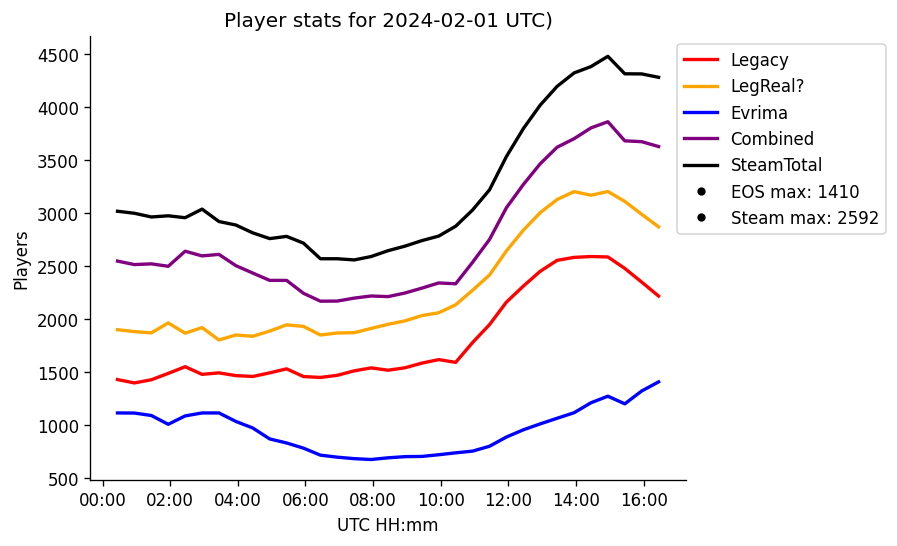 Player stats for 2024-02-01 UTC)
4500
4000
3500
3000
2500
2000
1500
1000
500
Players
00:00 02:00 04:00 06:00 08:00 10:00 12:00 14:00 16:00
UTC HH:mm
Legacy
LegReal?
Evrima
Combined
SteamTotal
EOS max: 1410
Steam max: 2592